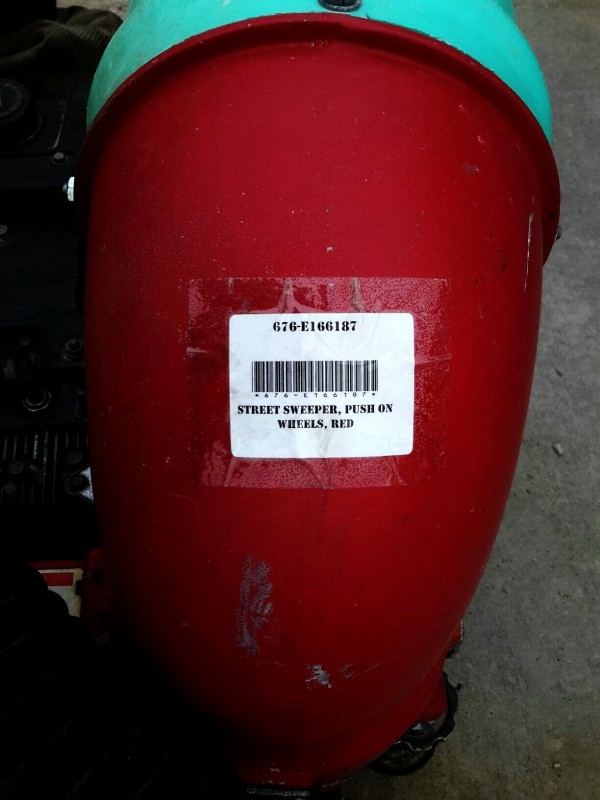 676-E166187
*676-E166187*
STREET SWEEPER, PUSH ON
WHEELS, RED